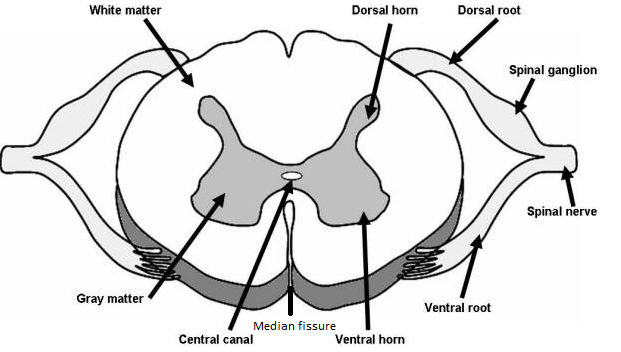 White matter
Dorsal horn
Dorsal root
Spinal ganglion
Spinal nerve
Gray matter
Ventral root
Median fissure
Central canal
Ventral horn